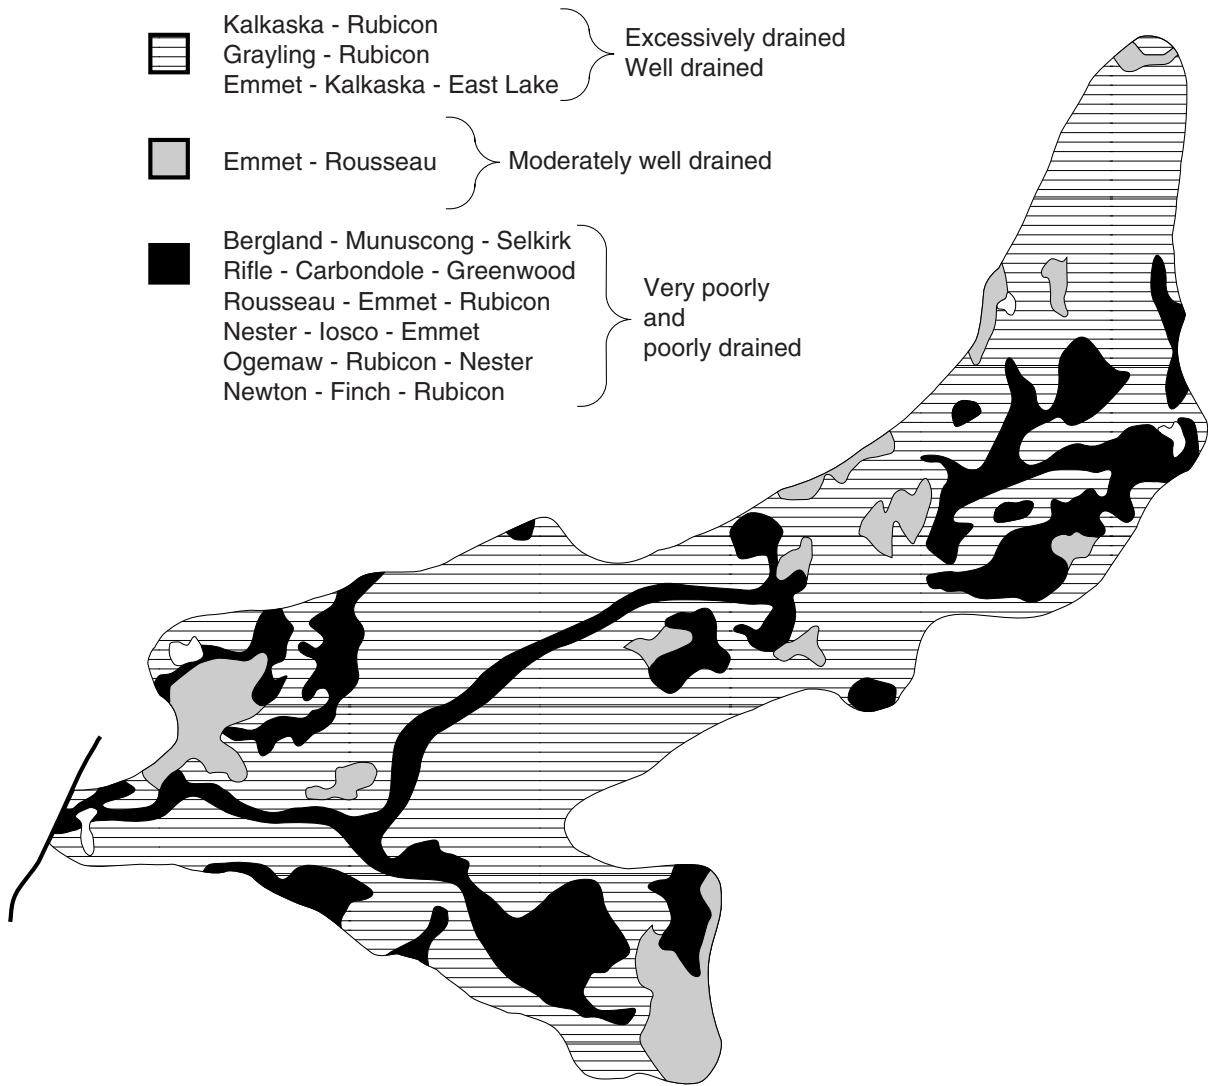 Kalkaska - Rubicon
Grayling - Rubicon
Emmet - Kalkaska - East Lake
Excessively drained
Well drained
Emmet - Rousseau
Moderately well drained
Bergland - Munuscong - Selkirk
Rifle - Carbondole - Greenwood
Rousseau - Emmet - Rubicon
Nester - Iosco - Emmet
Ogemaw - Rubicon - Nester
Newton - Finch - Rubicon
Very poorly
and
poorly drained